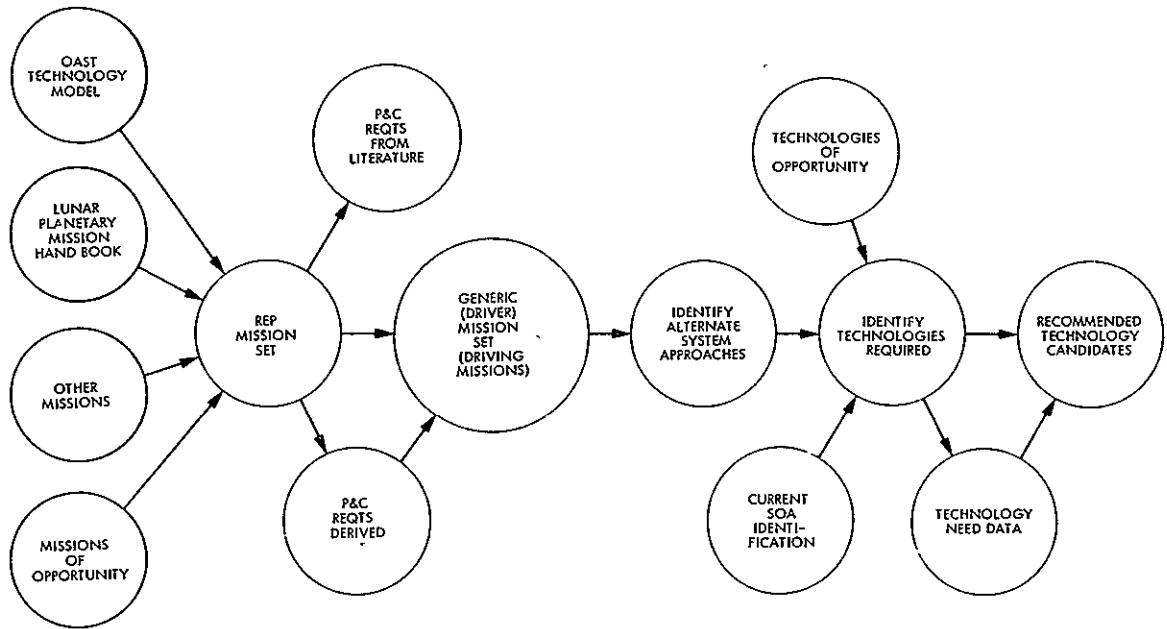 OAST
TECHNOLOGY
MODEL
LUNAR
PLANETARY
MISSION
HAND BOOK
OTHER
MISSIONS
MISSIONS
OF
OPPORTUNITY
REP
MISSION
SET
P&C
REQTS
FROM
LITERATURE
P&C
REQTS
DERIVED
GENERIC
(DRIVER)
MISSION
SET
(DRIVING
MISSIONS)
IDENTIFY
ALTERNATE
SYSTEM
APPROACHES
TECHNOLOGIES
OF
OPPORTUNITY
CURRENT
SOA
IDENTI-
FICATION
IDENTIFY
TECHNOLOGIES
REQUIRED
TECHNOLOGY
NEED DATA
RECOMMENDED
TECHNOLOGY
CANDIDATES